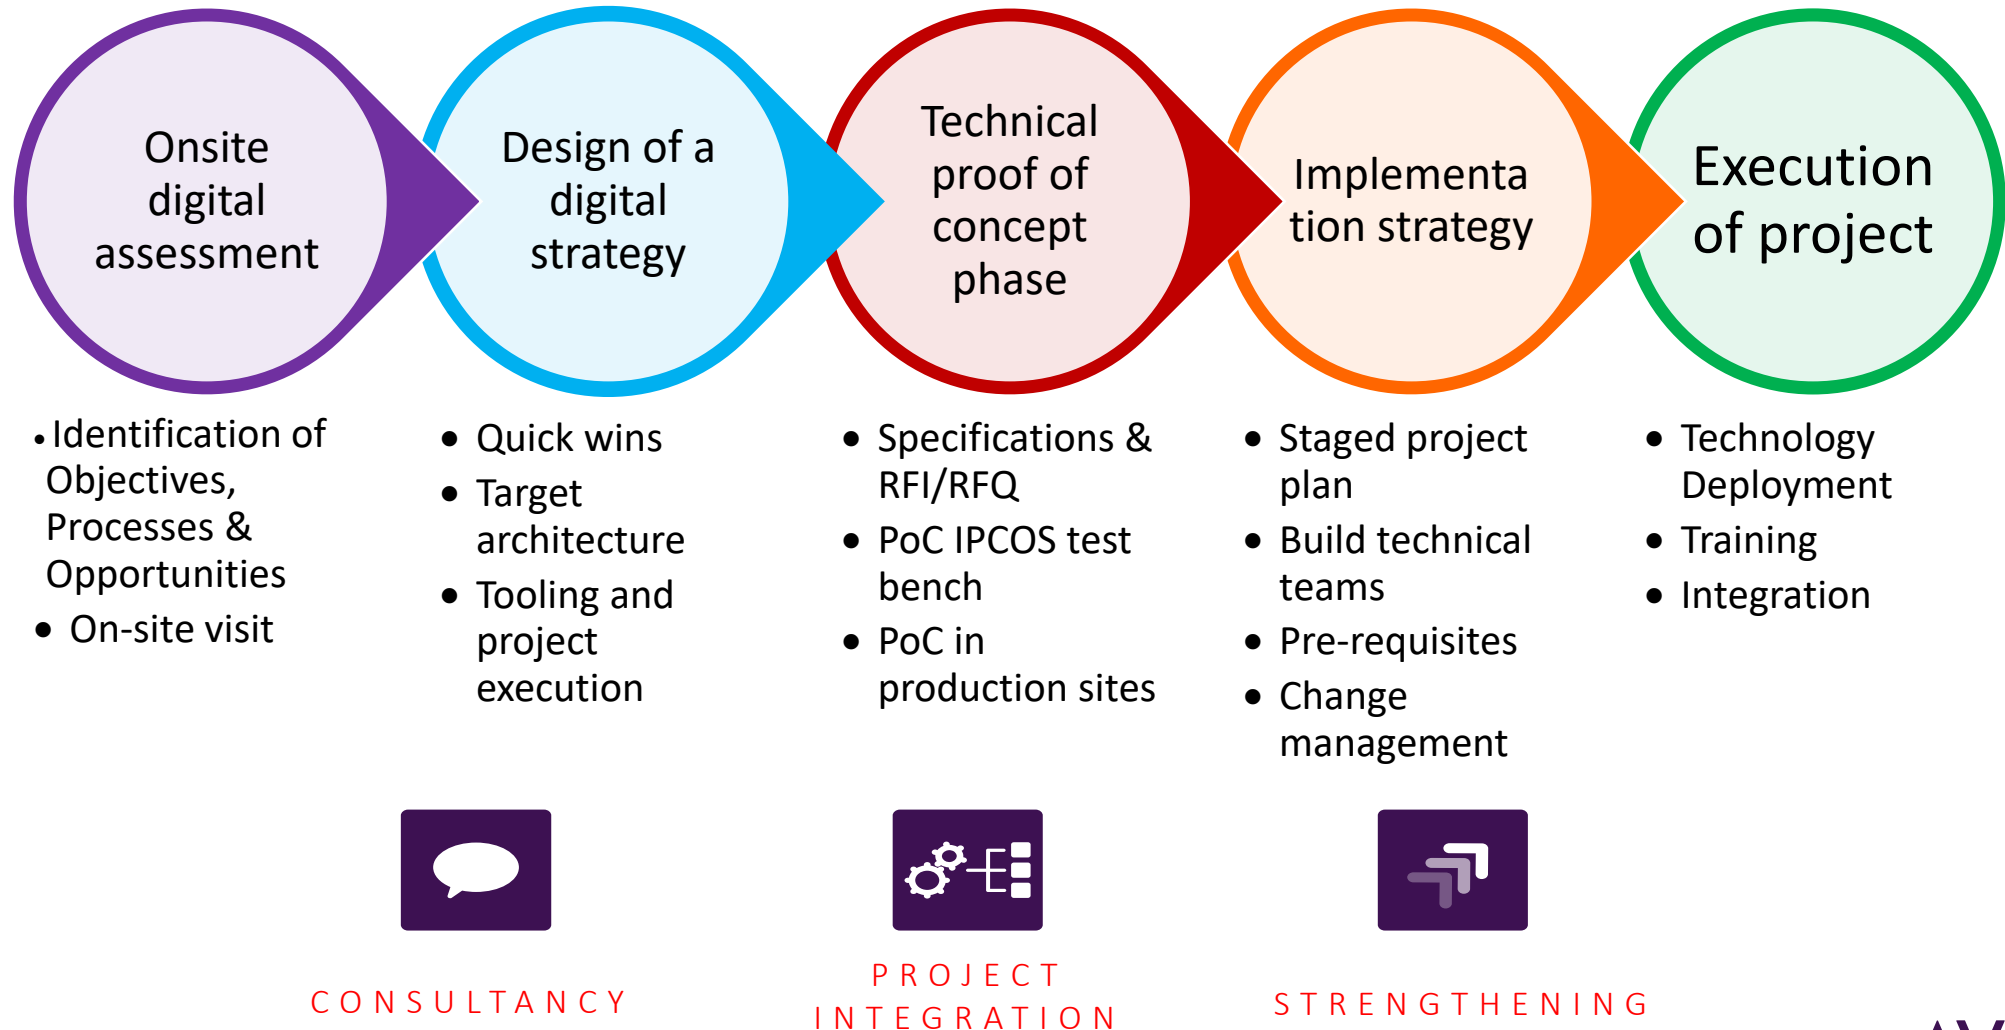 Onsite
digital
assessment
Design of a
digital
strategy
Technical
proof of
concept
phase
Implementa
tion strategy
Execution
of project
• Identification of
Objectives,
Processes &
Opportunities
• On-site visit
• Quick wins
• Target
architecture
• Tooling and
project
execution
• Specifications &
RFI/RFQ
• PoC IPCOS test
bench
• PoC in
production sites
• Staged project
plan
• Build technical
teams
• Pre-requisites
• Change
management
• Technology
Deployment
• Training
• Integration
CONSULTANCY
PROJECT
INTEGRATION
STRENGTHENING